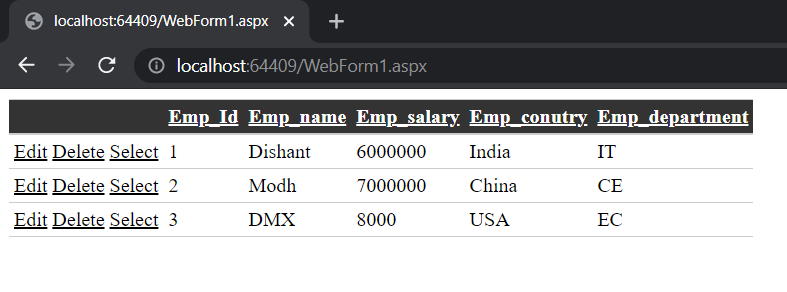 localhost:64409/WebForm1.aspx
localhost:64409/WebForm1.aspx
Emp_Id Emp_name Emp_salary Emp_conutry Emp_department
Edit Delete Select 1 Dishant 6000000 India IT
Edit Delete Select 2 Modh 7000000 China CE
Edit Delete Select 3 DMX 8000 USA EC